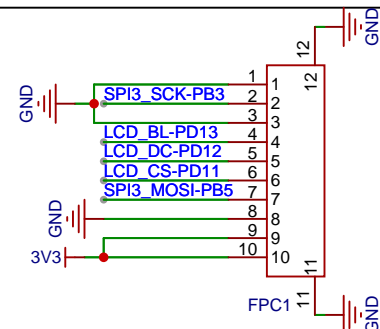 GND
12
12
GND
1
1
SPI3_SCK-PB3
2
2
3
3
LCD_BL-PD13
4
4
LCD_DC-PD12
5
5
LCD_CS-PD11
6
6
SPI3_MOSI-PB5
7
7
GND
8
8
9
9
3V3
10
10
11
FPC1
11
GND